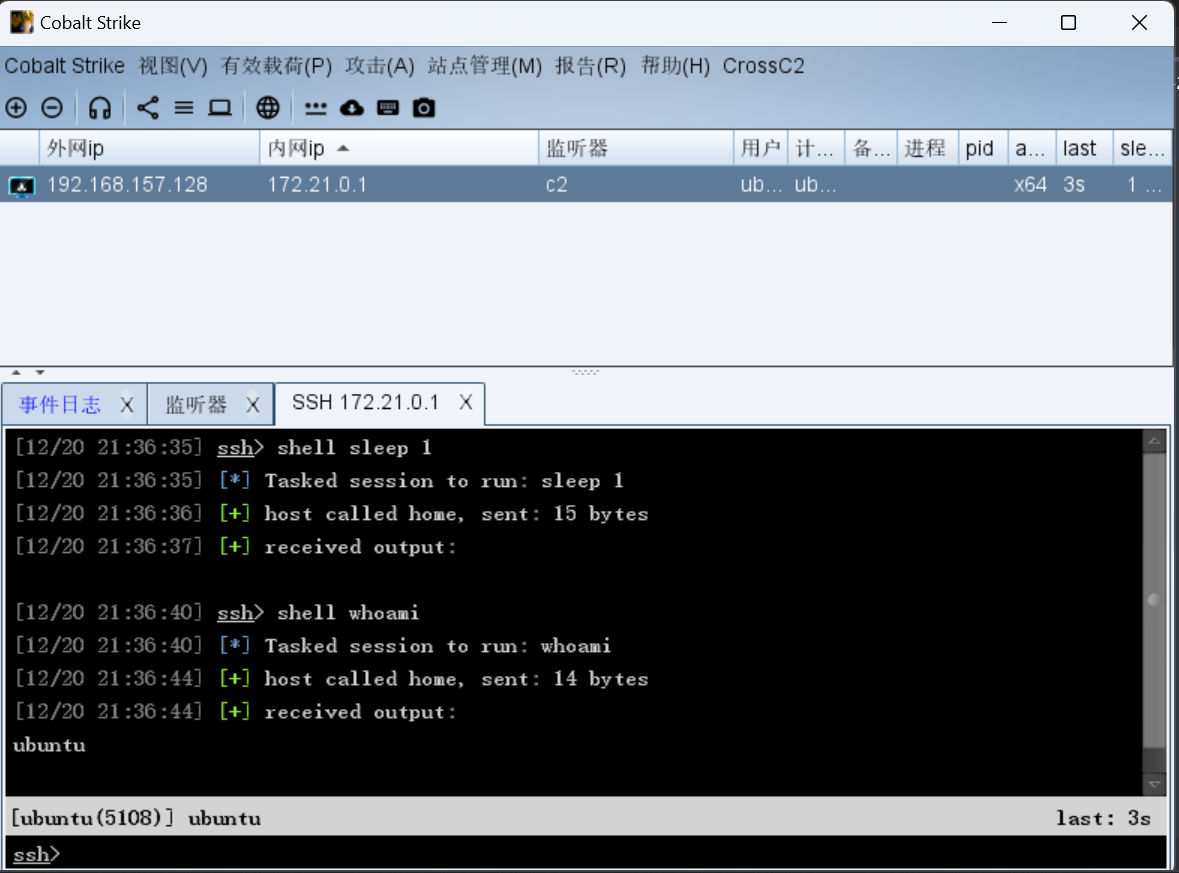 Cobalt Strike
Cobalt Strike 视图(V) 有效载荷(P) 攻击(A) 站点管理(M) 报告(R) 帮助(H) CrossC2
外网ip 内网ip 监听器 用户 计... 备... 进程 pid a... last sle...
192.168.157.128 172.21.0.1 c2 ub... ub... x64 3s 1 ...
事件日志 X 监听器 X SSH 172.21.0.1 X
[12/20 21:36:35] ssh> shell sleep 1
[12/20 21:36:35] [*] Tasked session to run: sleep 1
[12/20 21:36:36] [+] host called home, sent: 15 bytes
[12/20 21:36:37] [+] received output:
[12/20 21:36:40] ssh> shell whoami
[12/20 21:36:40] [*] Tasked session to run: whoami
[12/20 21:36:44] [+] host called home, sent: 14 bytes
[12/20 21:36:44] [+] received output:
ubuntu
[ubuntu(5108)] ubuntu last: 3s
ssh>